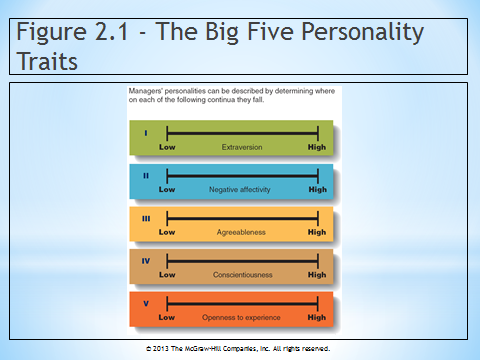 Figure 2.1 - The Big Five Personality
Traits
Managers' personalities can be described by determining where
on each of the following continua they fall.
I
Low Extraversion High
II
Low Negative affectivity High
III
Low Agreeableness High
IV
Low Conscientiousness High
V
Low Openness to experience High
© 2013 The McGraw-Hill Companies, Inc. All rights reserved.